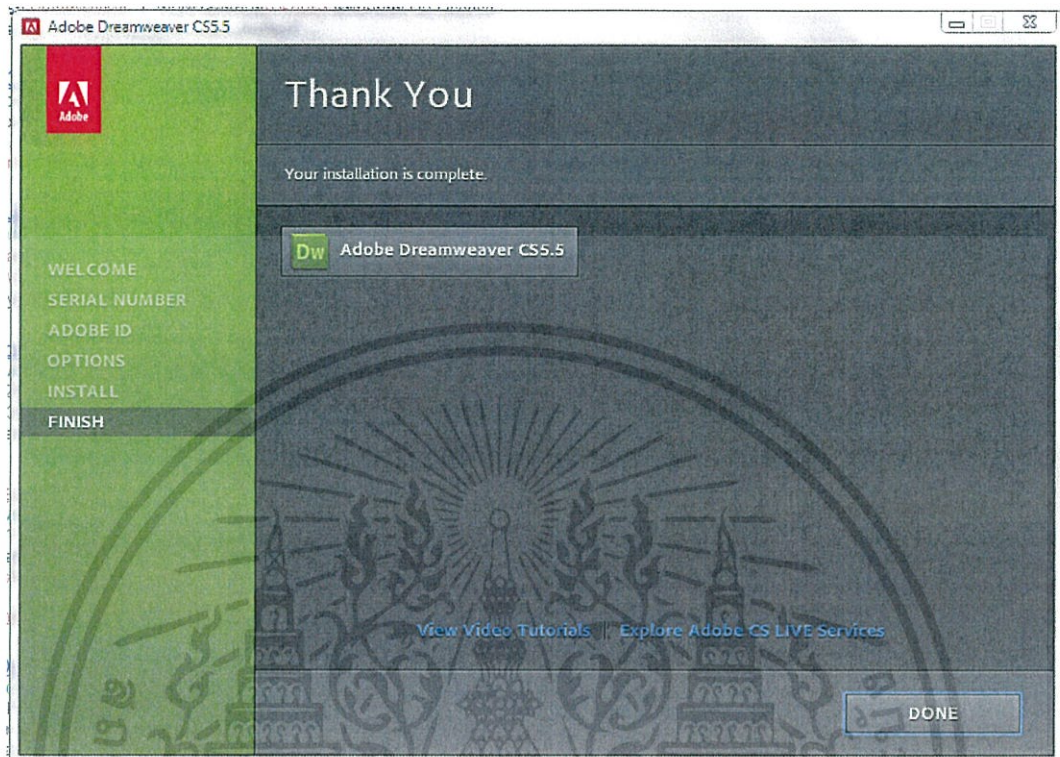 Adobe Dreamweaver CS5.5
Adobe
Thank You
Your installation is complete.
Dw Adobe Dreamweaver CS5.5
WELCOME
SERIAL NUMBER
ADOBE ID
OPTIONS
INSTALL
FINISH
View Video Tutorials | Explore Adobe CS LIVE Services
DONE